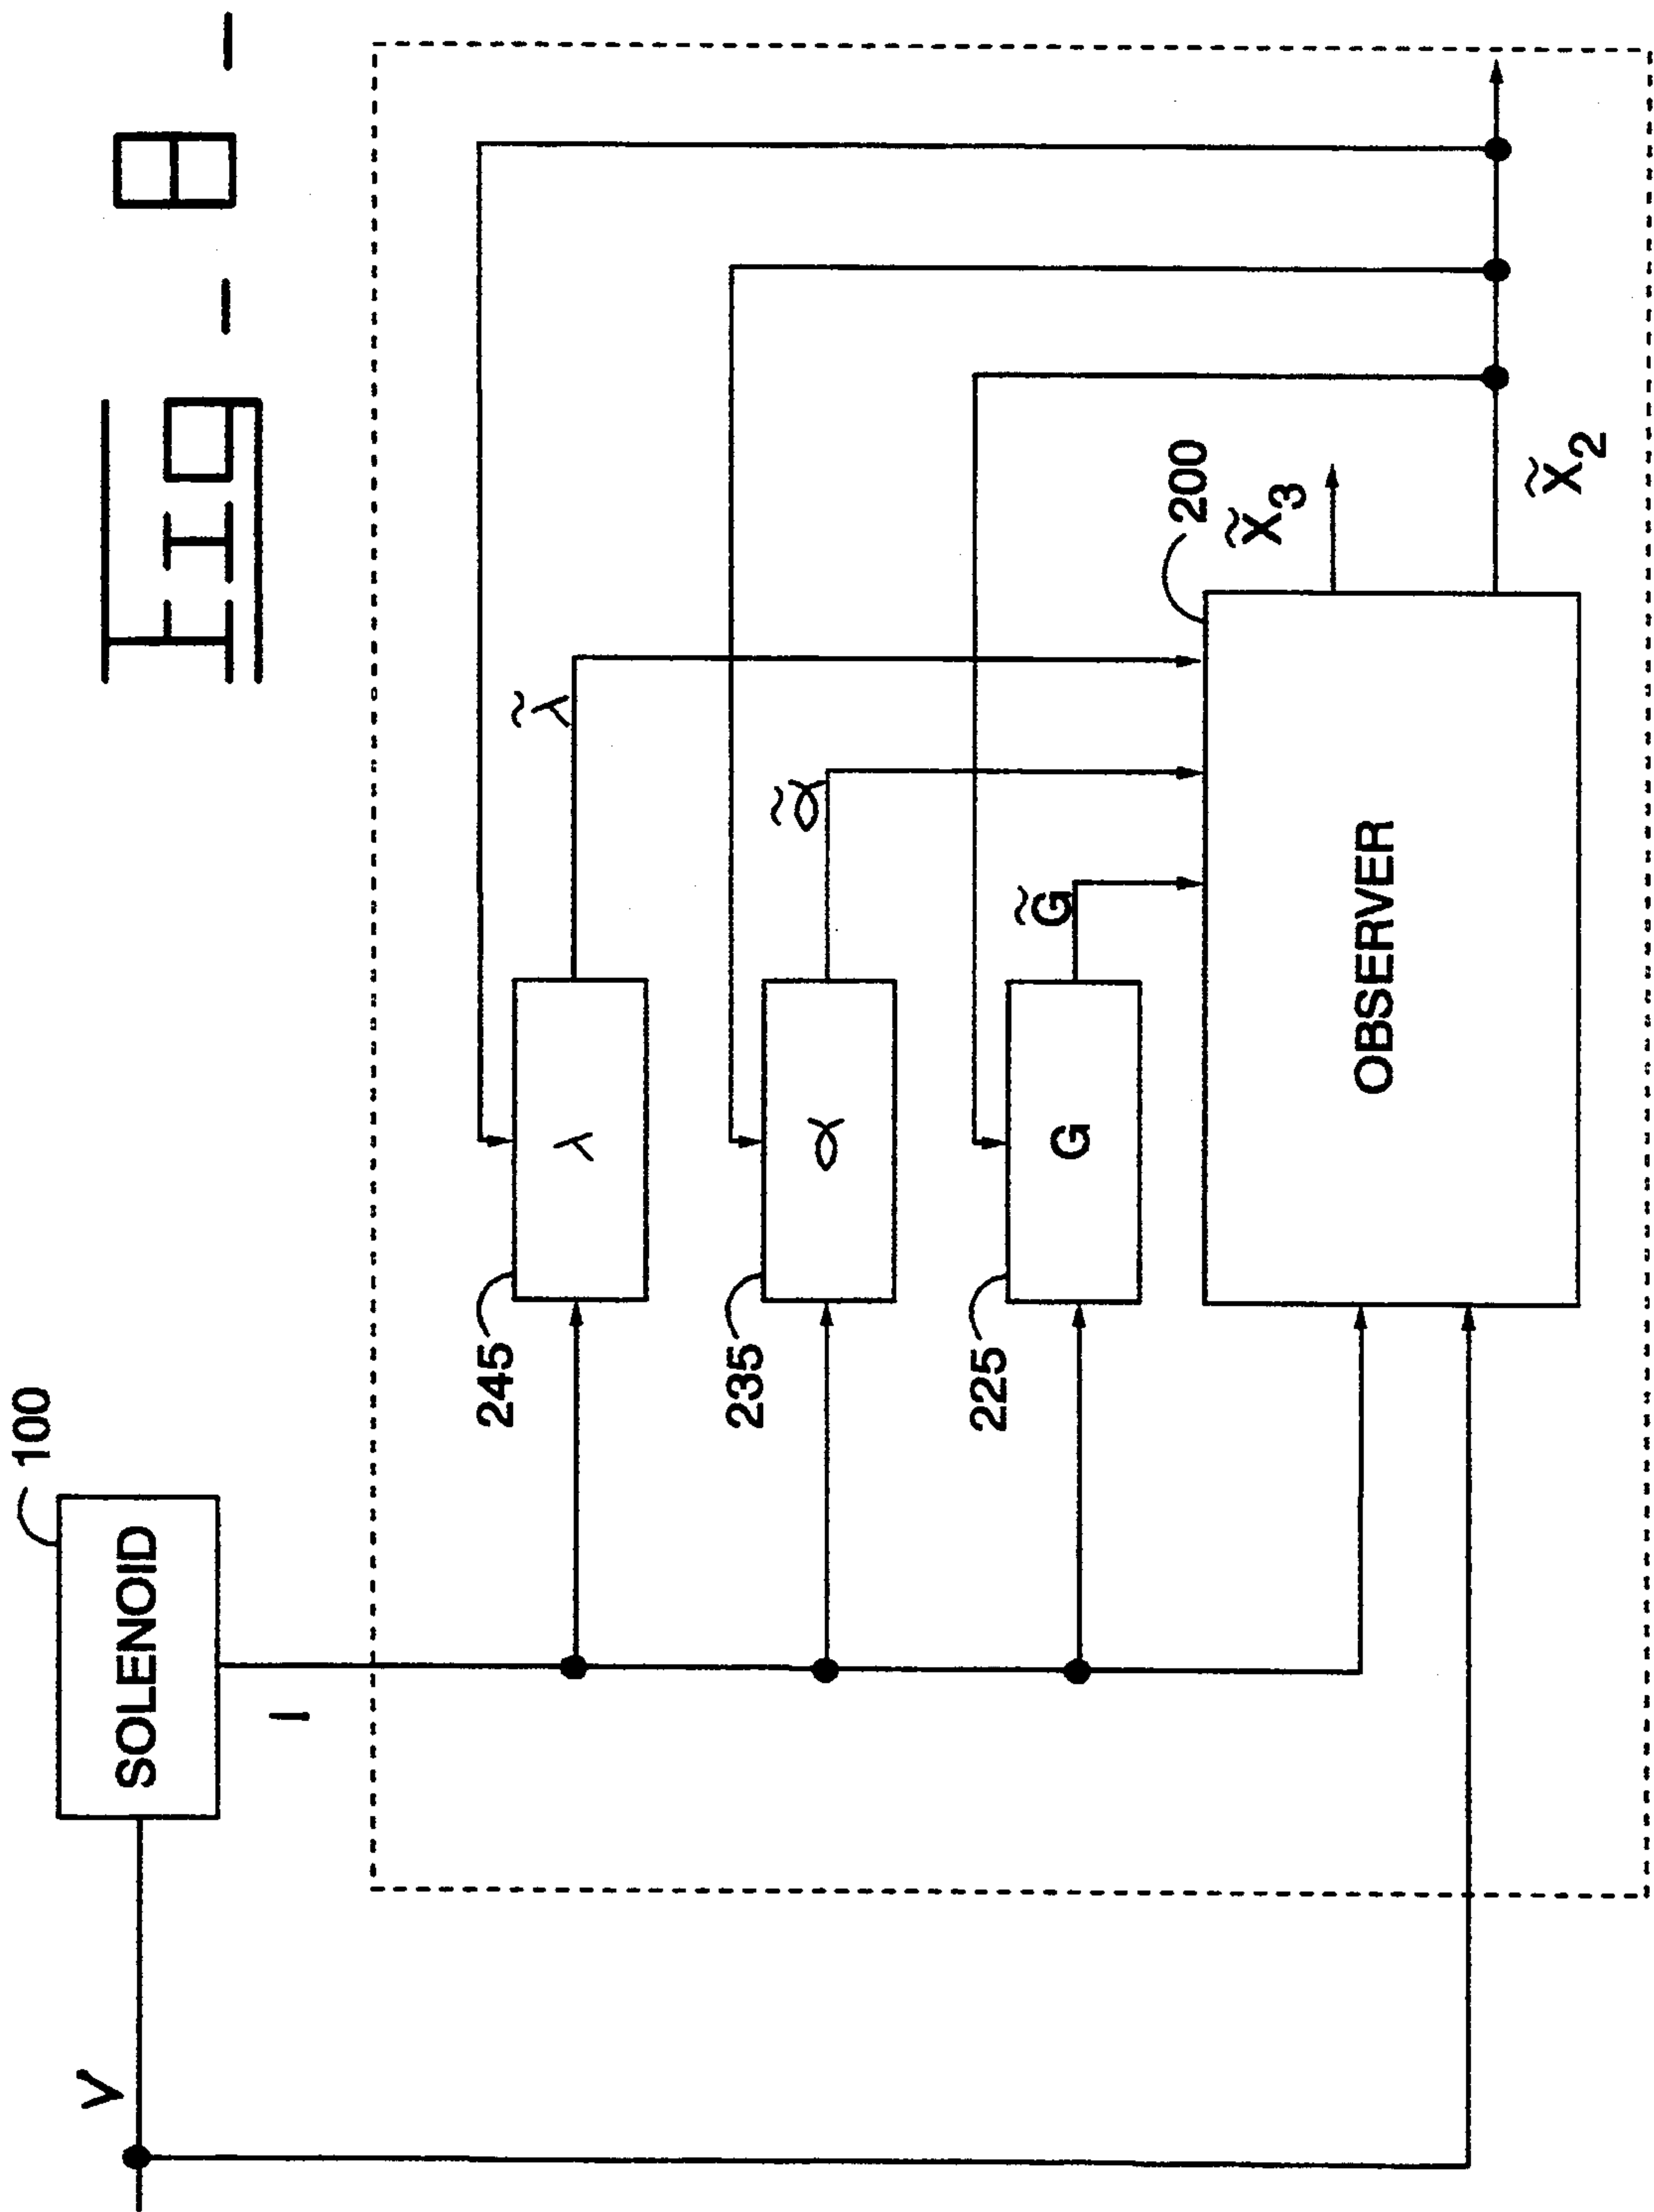 100
V
SOLENOID
FIG - 8 -
I
245
λ
λ̃
235
α
α̃
225
G
G̃
200
X̃3
OBSERVER
X̃2